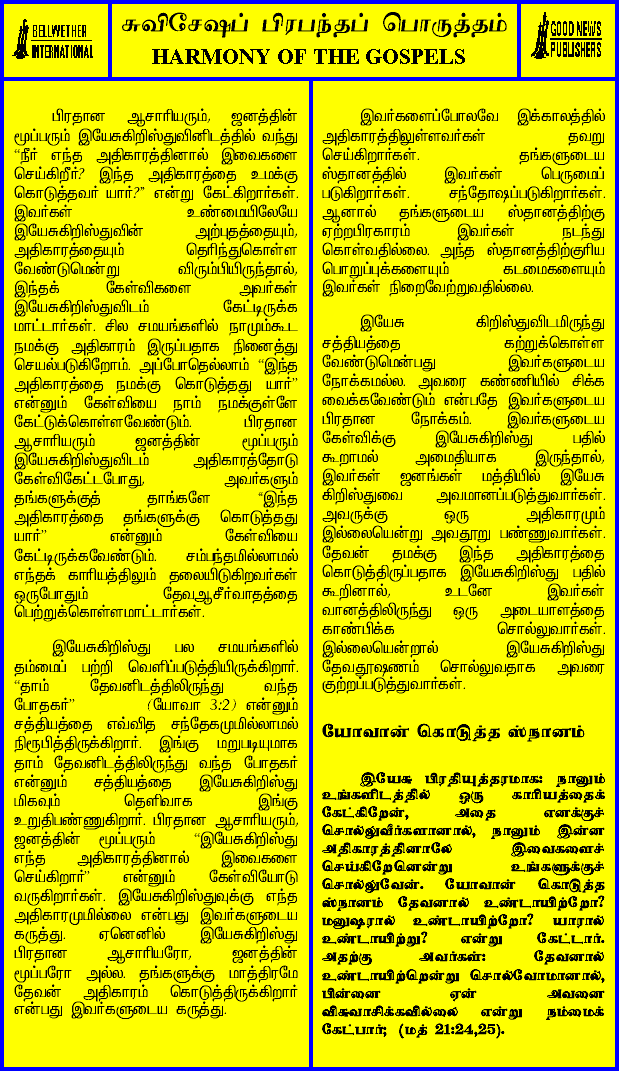 BELLWETHER
INTERNATIONAL
சுவிசேஷப் பிரபந்தப் பொருத்தம்
HARMONY OF THE GOSPELS
GOOD NEWS
PUBLISHERS
பிரதான ஆசாரியரும், ஜனத்தின்
மூப்பரும் இயேசுகிறிஸ்துவினிடத்தில் வந்து
“நீர் எந்த அதிகாரத்தினால் இவைகளை
செய்கிறீர்? இந்த அதிகாரத்தை உமக்கு
கொடுத்தவர் யார்?” என்று கேட்கிறார்கள்.
இவர்கள் உண்மையிலேயே
இயேசுகிறிஸ்துவின் அற்புதத்தையும்,
அதிகாரத்தையும் தெரிந்துகொள்ள
வேண்டுமென்று விரும்பியிருந்தால்,
இந்தக் கேள்விகளை அவர்கள்
இயேசுகிறிஸ்துவிடம் கேட்டிருக்க
மாட்டார்கள். சில சமயங்களில் நாமும்கூட
நமக்கு அதிகாரம் இருப்பதாக நினைத்து
செயல்படுகிறோம். அப்போதெல்லாம் “இந்த
அதிகாரத்தை நமக்கு கொடுத்தது யார்”
என்னும் கேள்வியை நாம் நமக்குள்ளே
கேட்டுக்கொள்ளவேண்டும். பிரதான
ஆசாரியரும் ஜனத்தின் மூப்பரும்
இயேசுகிறிஸ்துவிடம் அதிகாரத்தோடு
கேள்விகேட்டபோது, அவர்களும்
தங்களுக்குத் தாங்களே “இந்த
அதிகாரத்தை தங்களுக்கு கொடுத்தது
யார்” என்னும் கேள்வியை
கேட்டிருக்கவேண்டும். சம்பந்தமில்லாமல்
எந்தக் காரியத்திலும் தலையிடுகிறவர்கள்
ஒருபோதும் தேவஆசீர்வாதத்தை
பெற்றுக்கொள்ளமாட்டார்கள்.
இயேசுகிறிஸ்து பல சமயங்களில்
தம்மைப் பற்றி வெளிப்படுத்தியிருக்கிறார்.
“தாம் தேவனிடத்திலிருந்து வந்த
போதகர்” (யோவா 3:2) என்னும்
சத்தியத்தை எவ்வித சந்தேகமுமில்லாமல்
நிரூபித்திருக்கிறார். இங்கு மறுபடியுமாக
தாம் தேவனிடத்திலிருந்து வந்த போதகர்
என்னும் சத்தியத்தை இயேசுகிறிஸ்து
மிகவும் தெளிவாக இங்கு
உறுதிபண்ணுகிறார். பிரதான ஆசாரியரும்,
ஜனத்தின் மூப்பரும் “இயேசுகிறிஸ்து
எந்த அதிகாரத்தினால் இவைகளை
செய்கிறார்” என்னும் கேள்வியோடு
வருகிறார்கள். இயேசுகிறிஸ்துவுக்கு எந்த
அதிகாரமுமில்லை என்பது இவர்களுடைய
கருத்து. ஏனெனில் இயேசுகிறிஸ்து
பிரதான ஆசாரியரோ, ஜனத்தின்
மூப்பரோ அல்ல. தங்களுக்கு மாத்திரமே
தேவன் அதிகாரம் கொடுத்திருக்கிறார்
என்பது இவர்களுடைய கருத்து.
இவர்களைப்போலவே இக்காலத்தில்
அதிகாரத்திலுள்ளவர்கள் தவறு
செய்கிறார்கள். தங்களுடைய
ஸ்தானத்தில் இவர்கள் பெருமைப்
படுகிறார்கள். சந்தோஷப்படுகிறார்கள்.
ஆனால் தங்களுடைய ஸ்தானத்திற்கு
ஏற்றபிரகாரம் இவர்கள் நடந்து
கொள்வதில்லை. அந்த ஸ்தானத்திற்குரிய
பொறுப்புக்களையும் கடமைகளையும்
இவர்கள் நிறைவேற்றுவதில்லை.
இயேசு கிறிஸ்துவிடமிருந்து
சத்தியத்தை கற்றுக்கொள்ள
வேண்டுமென்பது இவர்களுடைய
நோக்கமல்ல. அவரை கண்ணியில் சிக்க
வைக்கவேண்டும் என்பதே இவர்களுடைய
பிரதான நோக்கம். இவர்களுடைய
கேள்விக்கு இயேசுகிறிஸ்து பதில்
கூறாமல் அமைதியாக இருந்தால்,
இவர்கள் ஜனங்கள் மத்தியில் இயேசு
கிறிஸ்துவை அவமானப்படுத்துவார்கள்.
அவருக்கு ஒரு அதிகாரமும்
இல்லையென்று அவதூறு பண்ணுவார்கள்.
தேவன் தமக்கு இந்த அதிகாரத்தை
கொடுத்திருப்பதாக இயேசுகிறிஸ்து பதில்
கூறினால், உடனே இவர்கள்
வானத்திலிருந்து ஒரு அடையாளத்தை
காண்பிக்க சொல்லுவார்கள்.
இல்லையென்றால் இயேசுகிறிஸ்து
தேவதூஷணம் சொல்லுவதாக அவரை
குற்றப்படுத்துவார்கள்.
யோவான் கொடுத்த ஸ்நானம்
இயேசு பிரதியுத்தரமாக: நானும்
உங்களிடத்தில் ஒரு காரியத்தைக்
கேட்கிறேன், அதை எனக்குச்
சொல்லுவீர்களானால், நானும் இன்ன
அதிகாரத்தினாலே இவைகளைச்
செய்கிறேனென்று உங்களுக்குச்
சொல்லுவேன். யோவான் கொடுத்த
ஸ்நானம் தேவனால் உண்டாயிற்றோ?
மனுஷரால் உண்டாயிற்றோ? யாரால்
உண்டாயிற்று? என்று கேட்டார்.
அதற்கு அவர்கள்: தேவனால்
உண்டாயிற்றென்று சொல்வோமானால்,
பின்னை ஏன் அவனை
விசுவாசிக்கவில்லை என்று நம்மைக்
கேட்பார்; (மத் 21:24,25).